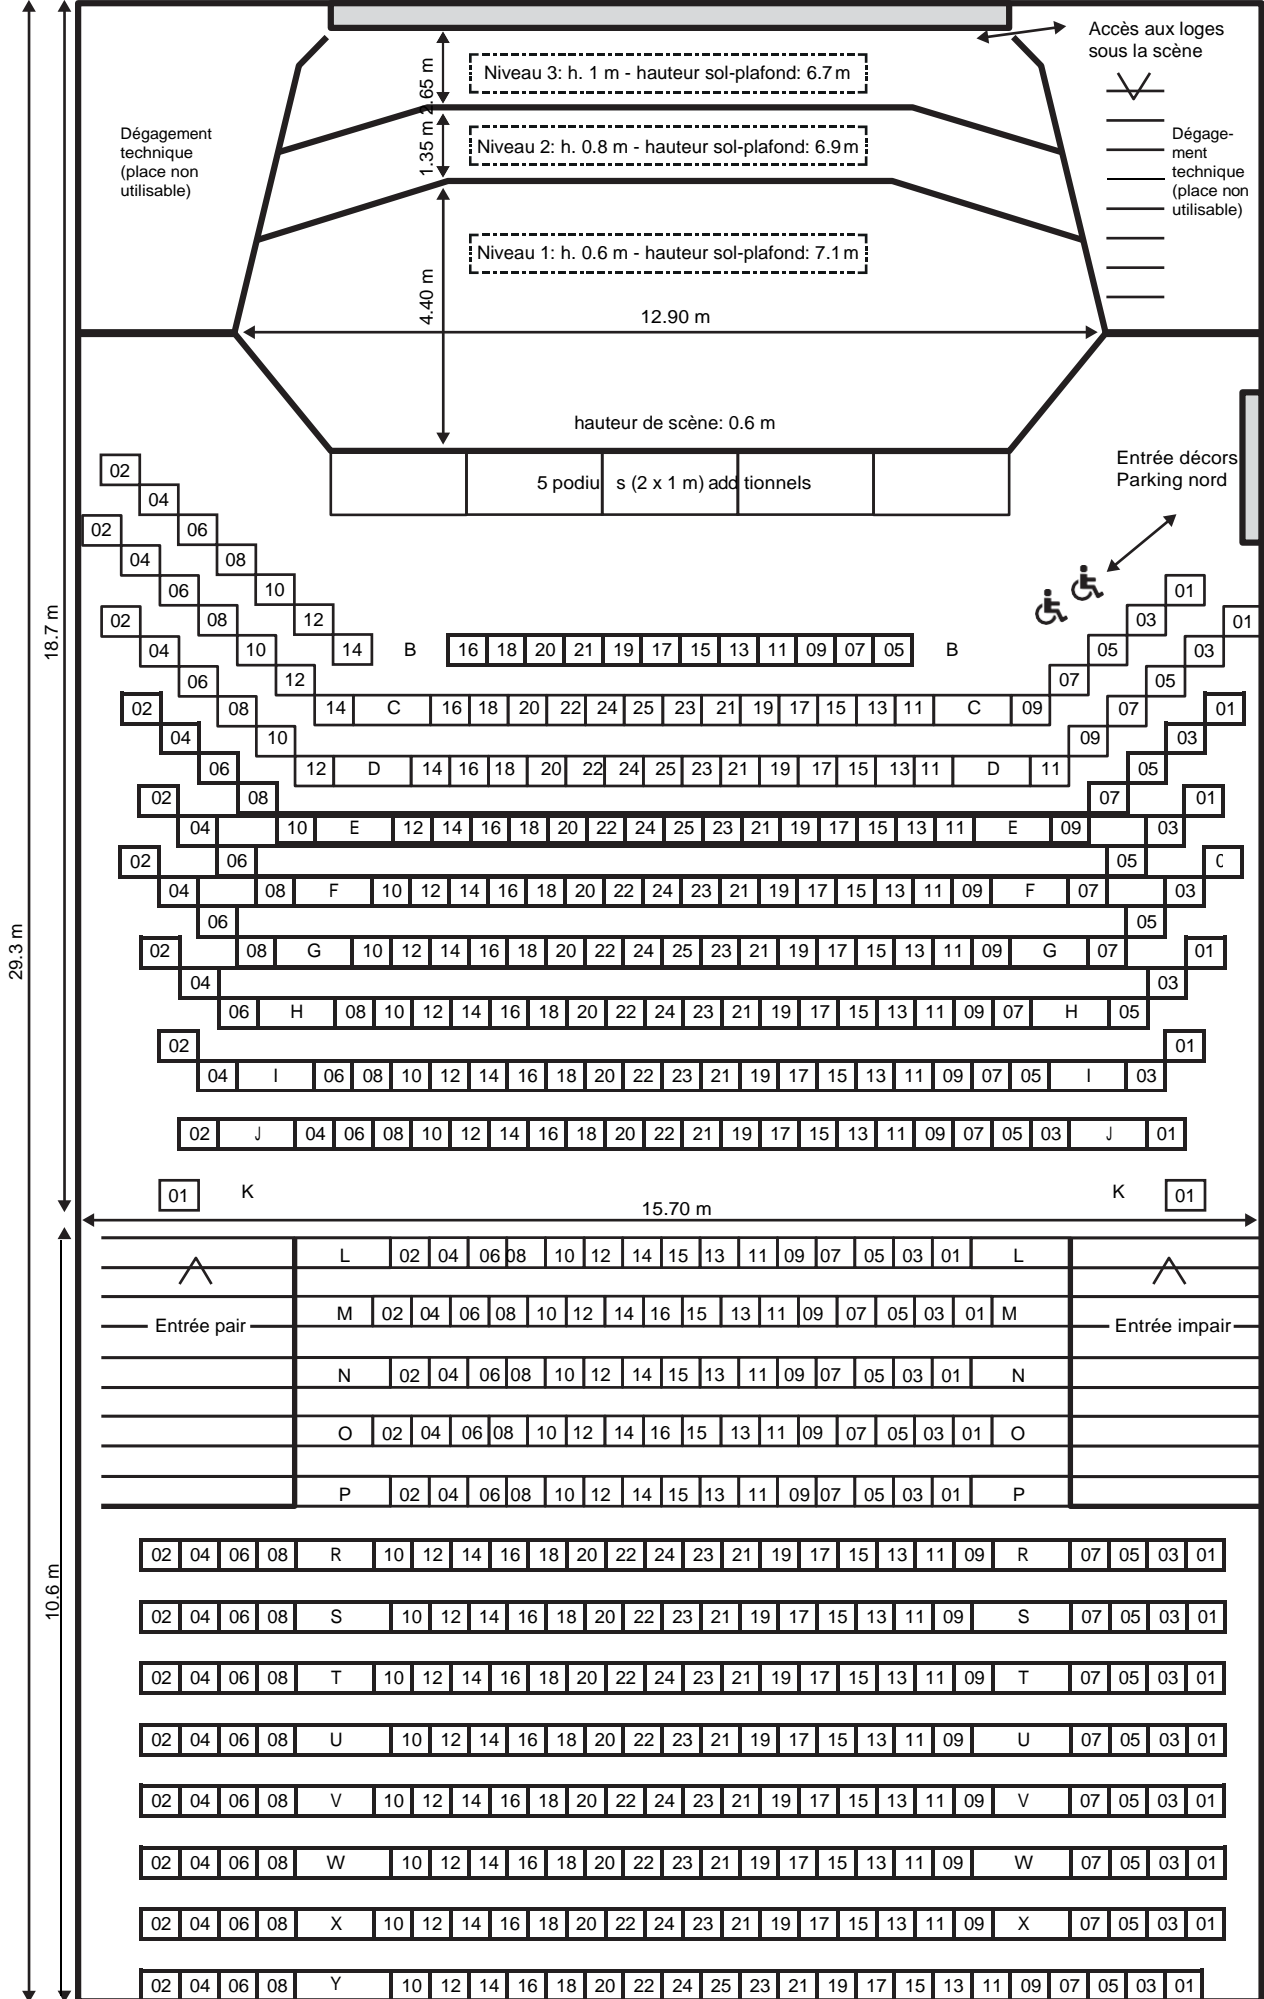 Accès aux loges
sous la scène
Niveau 3: h. 1 m - hauteur sol-plafond: 6.7 m
2.65 m
Dégagement
technique
(place non
utilisable)
Niveau 2: h. 0.8 m - hauteur sol-plafond: 6.9 m
1.35 m
Dégage-
ment
technique
(place non
utilisable)
Niveau 1: h. 0.6 m - hauteur sol-plafond: 7.1 m
4.40 m
12.90 m
hauteur de scène: 0.6 m
5 podiu s (2 x 1 m) add tionnels
Entrée décors
Parking nord
18.7 m
29.3 m
10.6 m
02 04 06 08 10 12 14 B 16 18 20 21 19 17 15 13 11 09 07 05 B
02 04 06 08 10 12 14 C 16 18 20 22 24 25 23 21 19 17 15 13 11 C 09 07 05 03 01
02 04 06 08 10 12 D 14 16 18 20 22 24 25 23 21 19 17 15 13 11 D 11 09 07 05 03 01
02 04 06 08 10 E 12 14 16 18 20 22 24 25 23 21 19 17 15 13 11 E 09 07 05 03 01
02 04 06 08 F 10 12 14 16 18 20 22 24 23 21 19 17 15 13 11 09 F 07 05 03 01
02 04 06 08 G 10 12 14 16 18 20 22 24 25 23 21 19 17 15 13 11 09 G 07 05 03
02 04 06 H 08 10 12 14 16 18 20 22 24 23 21 19 17 15 13 11 09 07 H 05 03 01
02 04 I 06 08 10 12 14 16 18 20 22 23 21 19 17 15 13 11 09 07 05 I 03 01
02 J 04 06 08 10 12 14 16 18 20 22 21 19 17 15 13 11 09 07 05 03 J 01
01 K K 01
15.70 m
L 02 04 06 08 10 12 14 15 13 11 09 07 05 03 01 L
M 02 04 06 08 10 12 14 16 15 13 11 09 07 05 03 01 M
Entrée pair
Entrée impair
N 02 04 06 08 10 12 14 15 13 11 09 07 05 03 01 N
O 02 04 06 08 10 12 14 16 15 13 11 09 07 05 03 01 O
P 02 04 06 08 10 12 14 15 13 11 09 07 05 03 01 P
02 04 06 08 R 10 12 14 16 18 20 22 24 23 21 19 17 15 13 11 09 R 07 05 03 01
02 04 06 08 S 10 12 14 16 18 20 22 23 21 19 17 15 13 11 09 S 07 05 03 01
02 04 06 08 T 10 12 14 16 18 20 22 24 23 21 19 17 15 13 11 09 T 07 05 03 01
02 04 06 08 U 10 12 14 16 18 20 22 23 21 19 17 15 13 11 09 U 07 05 03 01
02 04 06 08 V 10 12 14 16 18 20 22 24 23 21 19 17 15 13 11 09 V 07 05 03 01
02 04 06 08 W 10 12 14 16 18 20 22 23 21 19 17 15 13 11 09 W 07 05 03 01
02 04 06 08 X 10 12 14 16 18 20 22 24 23 21 19 17 15 13 11 09 X 07 05 03 01
02 04 06 08 Y 10 12 14 16 18 20 22 24 25 23 21 19 17 15 13 11 09 07 05 03 01